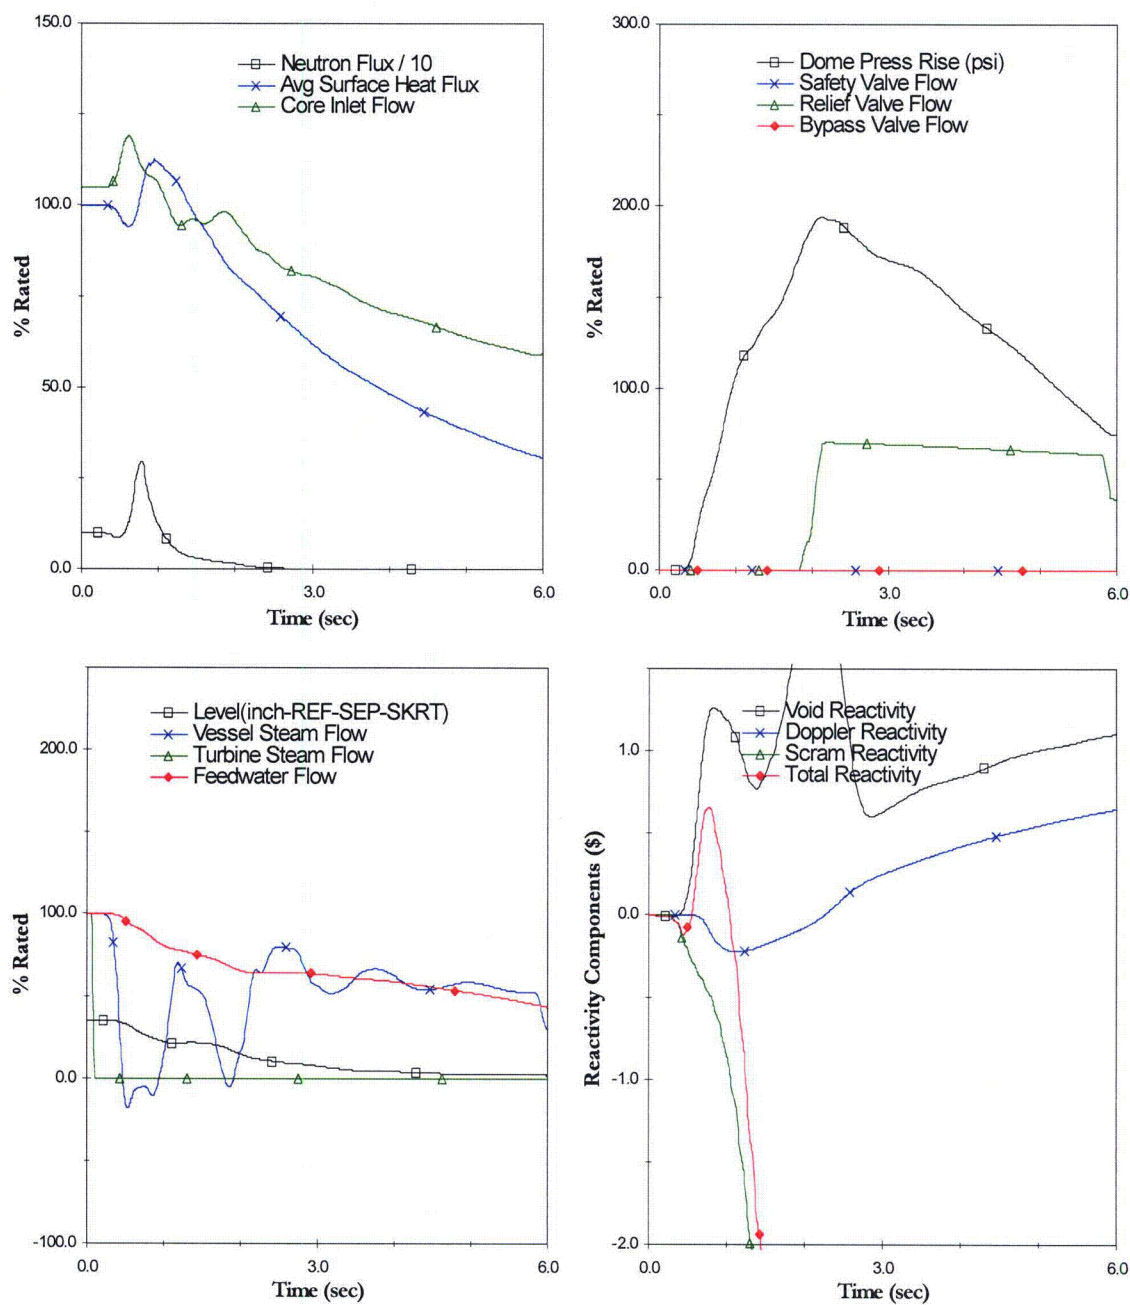 150.0
Neutron Flux / 10
Avg Surface Heat Flux
Core Inlet Flow
100.0
% Rated
50.0
0.0
0.0 3.0 6.0
Time (sec)
300.0
Dome Press Rise (psi)
Safety Valve Flow
Relief Valve Flow
Bypass Valve Flow
200.0
% Rated
100.0
0.0
0.0 3.0 6.0
Time (sec)
Level(inch-REF-SEP-SKRT)
Vessel Steam Flow
Turbine Steam Flow
Feedwater Flow
200.0
100.0
% Rated
0.0
-100.0
0.0 3.0 6.0
Time (sec)
Void Reactivity
Doppler Reactivity
Scram Reactivity
Total Reactivity
1.0
0.0
Reactivity Components ($)
-1.0
-2.0
0.0 3.0 6.0
Time (sec)